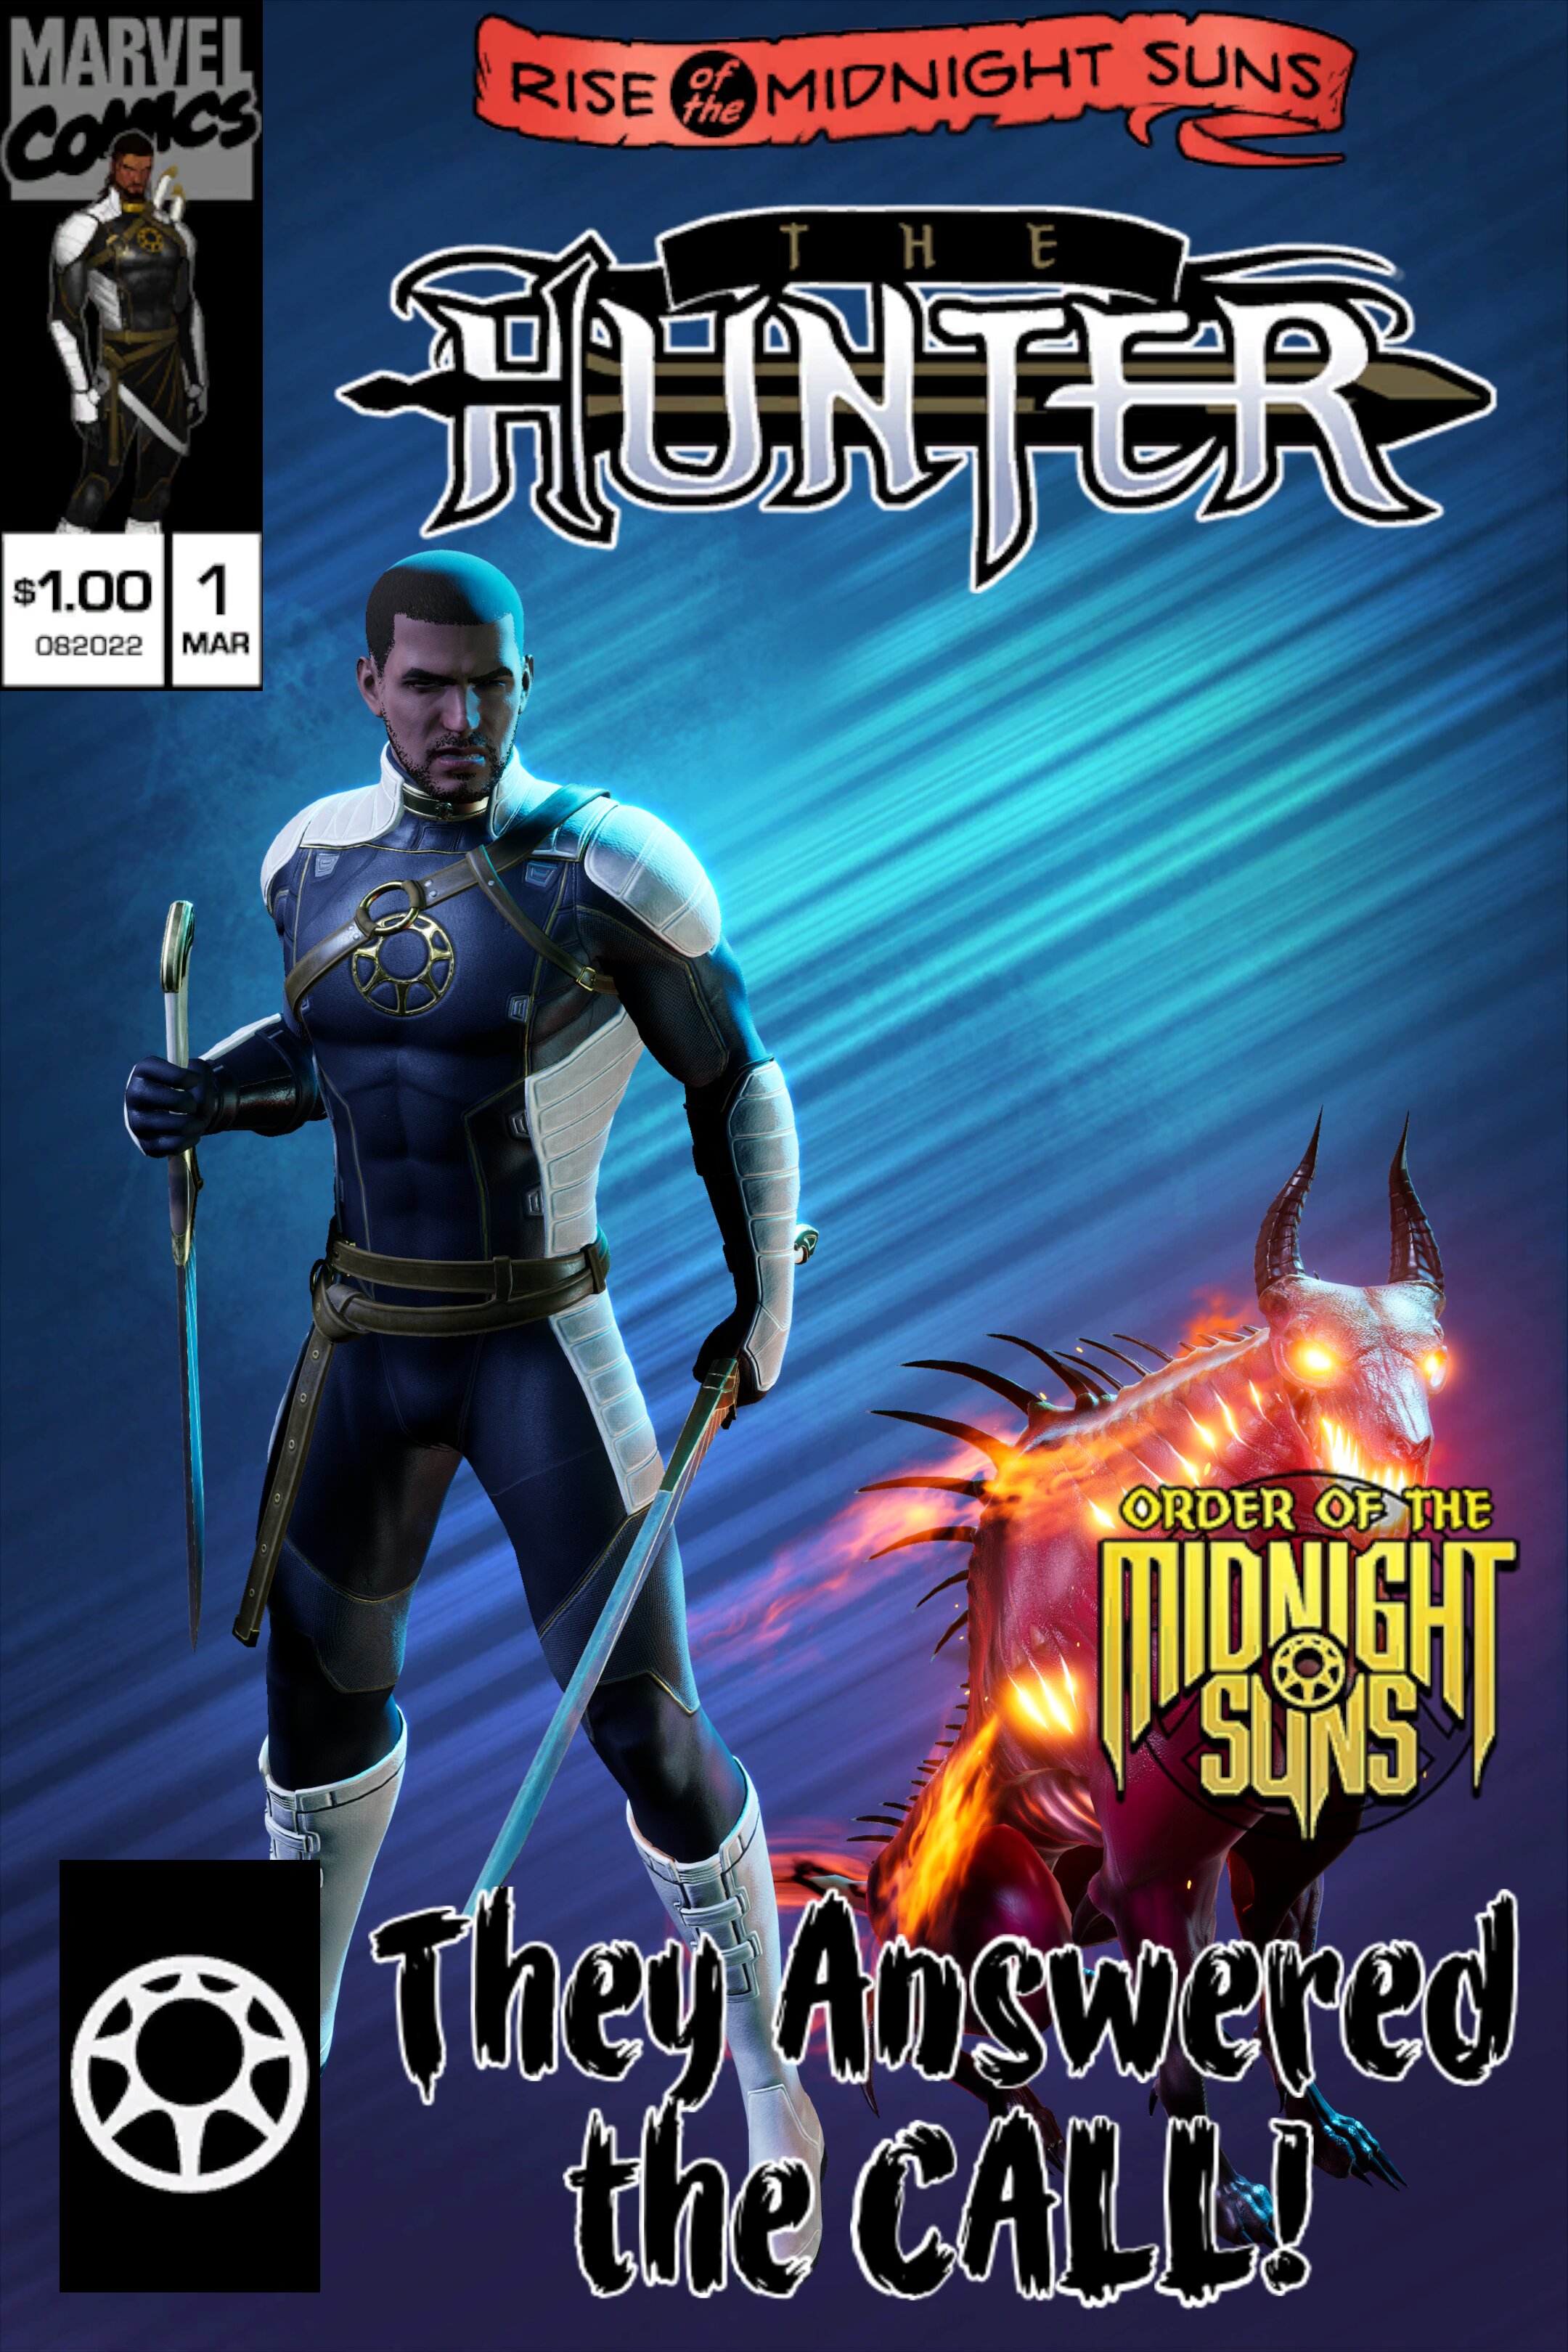 MARVEL
COMICS
RISE of the MIDNIGHT SUNS
THE
HUNTER
$1.00
082022
1
MAR
ORDER OF THE
MIDNIGHT
SUNS
They Answered
the CALL!